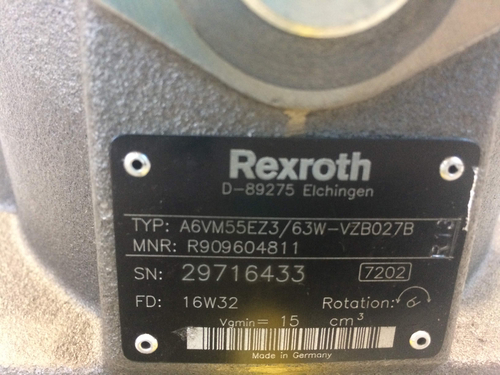 Rexroth
D-89275 Elchingen
TYP: A6VM55EZ3/63W-VZB027B
MNR: R909604811
R13
SN: 29716433 7202
FD: 16W32 Rotation:
Vgmin= 15 cm³
Made in Germany